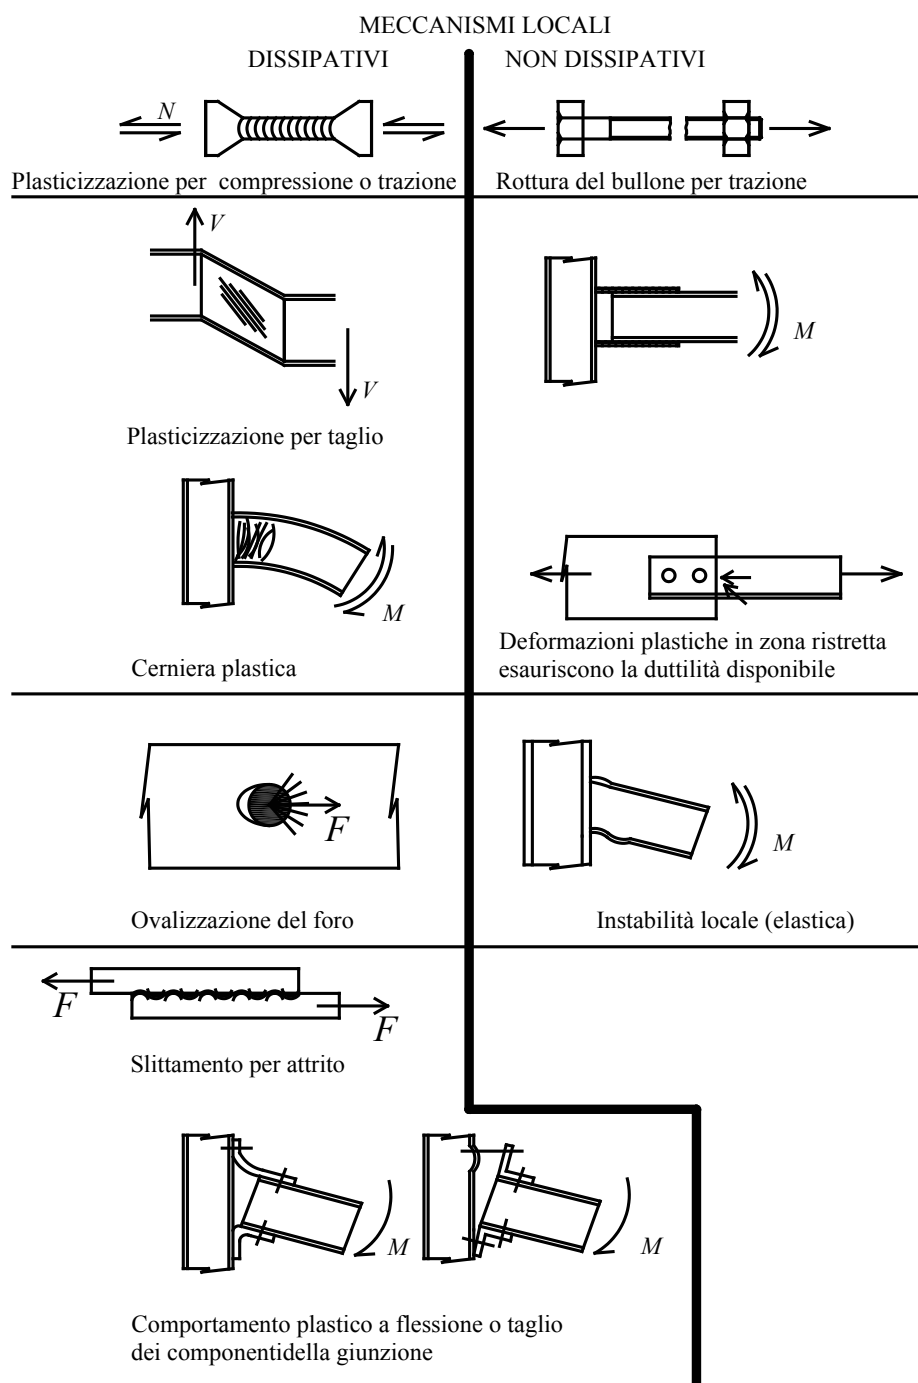 MECCANISMI LOCALI
DISSIPATIVI
NON DISSIPATIVI
N
Plasticizzazione per compressione o trazione
Rottura del bullone per trazione
V
V
Plasticizzazione per taglio
M
M
Cerniera plastica
Deformazioni plastiche in zona ristretta
esauriscono la duttilità disponibile
F
Ovalizzazione del foro
M
Instabilità locale (elastica)
F
F
Slittamento per attrito
M
M
Comportamento plastico a flessione o taglio
dei componentidella giunzione